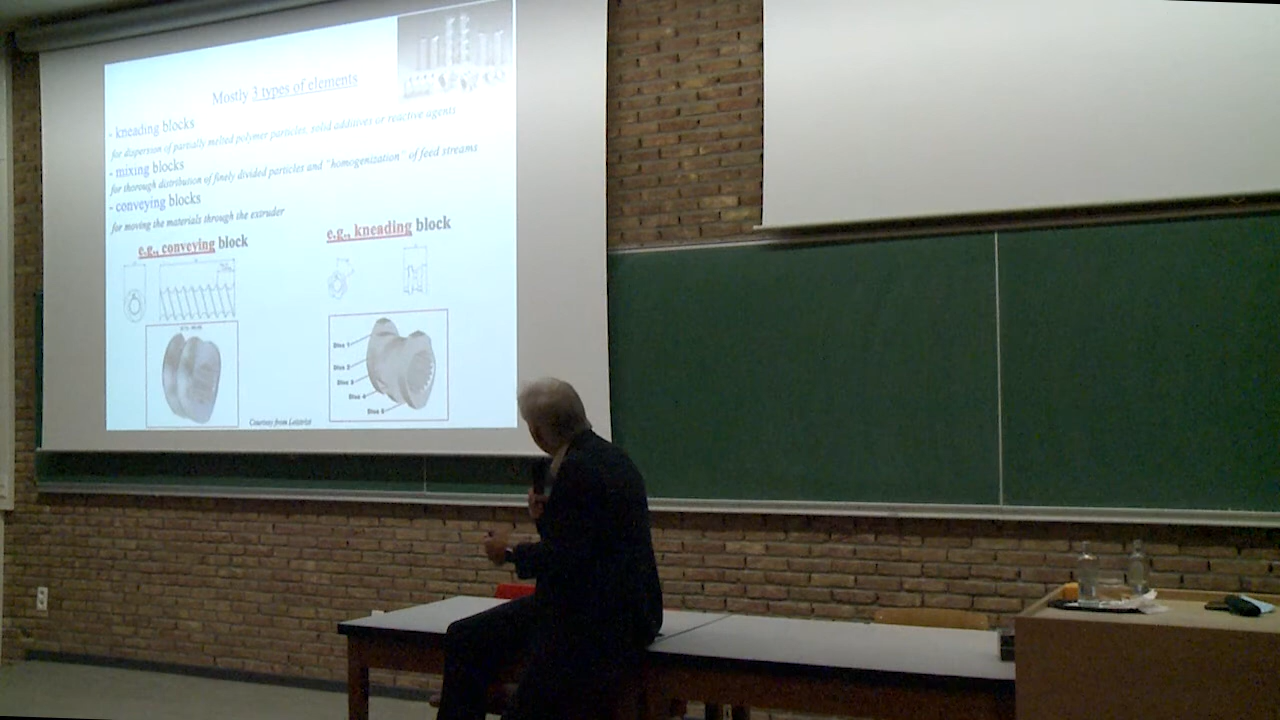 Mostly 3 types of elements
- kneading blocks
for dispersion of partially melted polymer particles, solid additives or reactive agents
- mixing blocks
for thorough distribution of finely divided particles and "homogenization" of feed streams
- conveying blocks
for moving the materials through the extruder
e.g., conveying block
e.g., kneading block
Disc 1
Disc 2
Disc 3
Disc 4
Disc 5
Courtesy from Leistritz